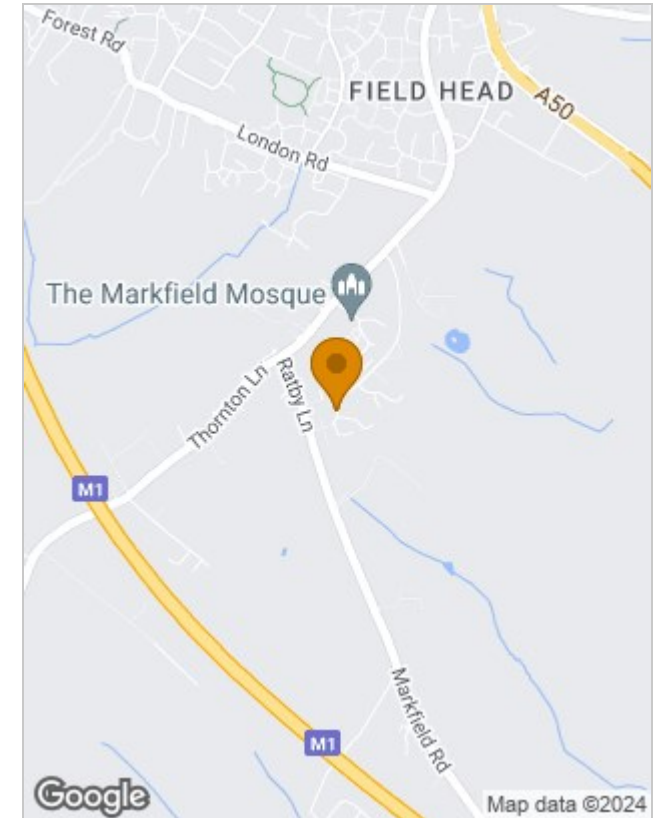 Forest Rd
FIELD HEAD
A50
London Rd
The Markfield Mosque
Ratby Ln
Thornton Ln
M1
Markfield Rd
M1
Google
Map data ©2024